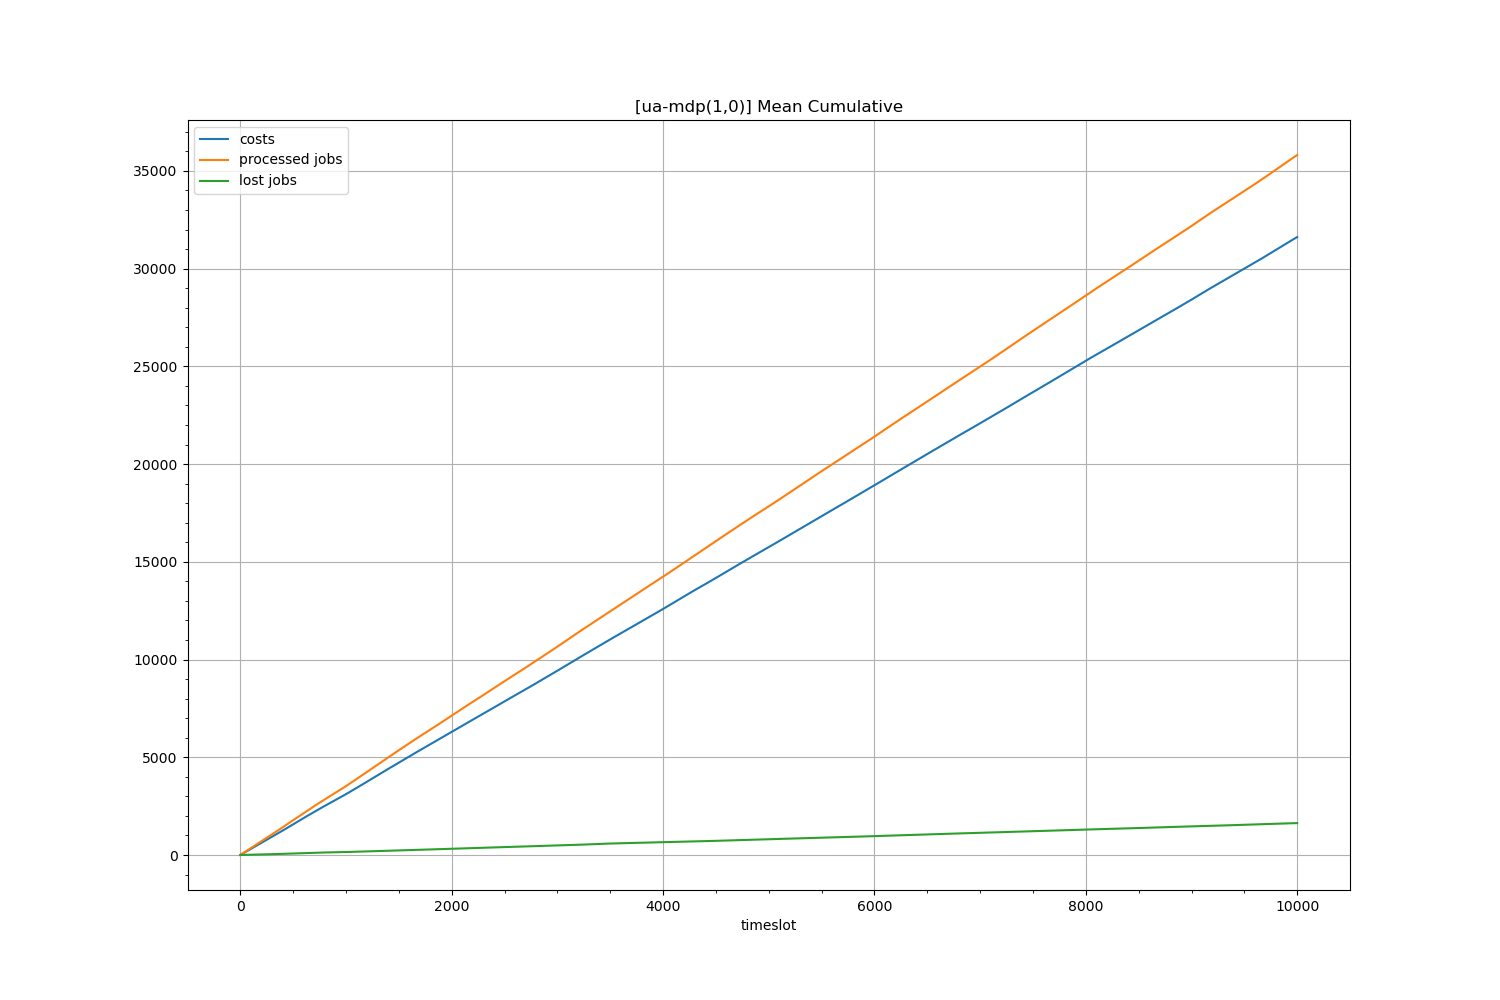 [ua-mdp(1,0)] Mean Cumulative
costs
processed jobs
lost jobs
35000
30000
25000
20000
15000
10000
5000
0
0 2000 4000 6000 8000 10000
timeslot